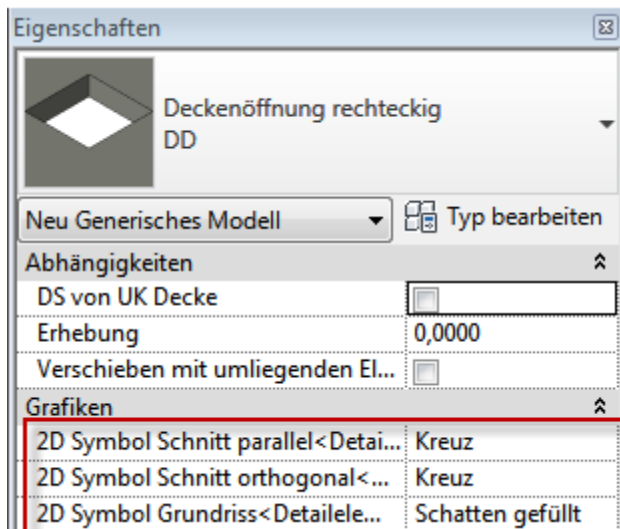 Eigenschaften
Deckenöffnung rechteckig
DD
Neu Generisches Modell Typ bearbeiten
Abhängigkeiten
DS von UK Decke
Erhebung 0,0000
Verschieben mit umliegenden El...
Grafiken
2D Symbol Schnitt parallel<Detai... Kreuz
2D Symbol Schnitt orthogonal<... Kreuz
2D Symbol Grundriss<Detailele... Schatten gefüllt